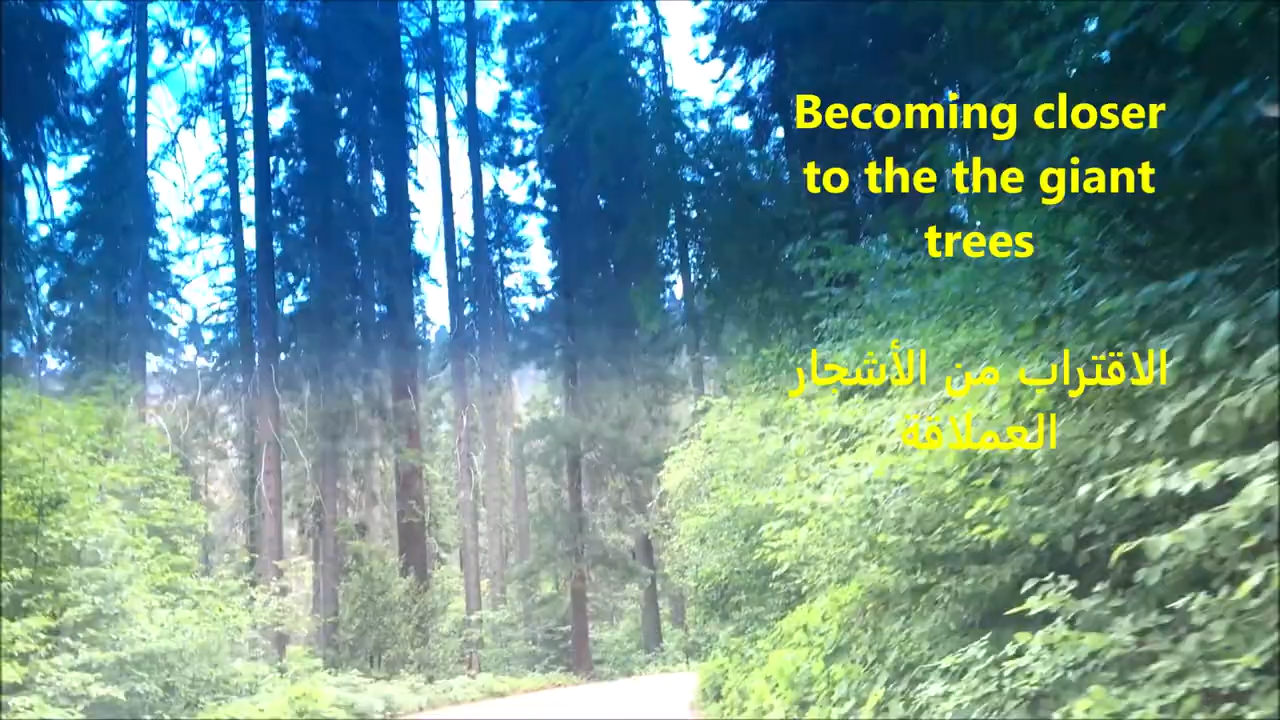 Becoming closer
to the the giant
trees
الاقتراب من الأشجار
العملاقة